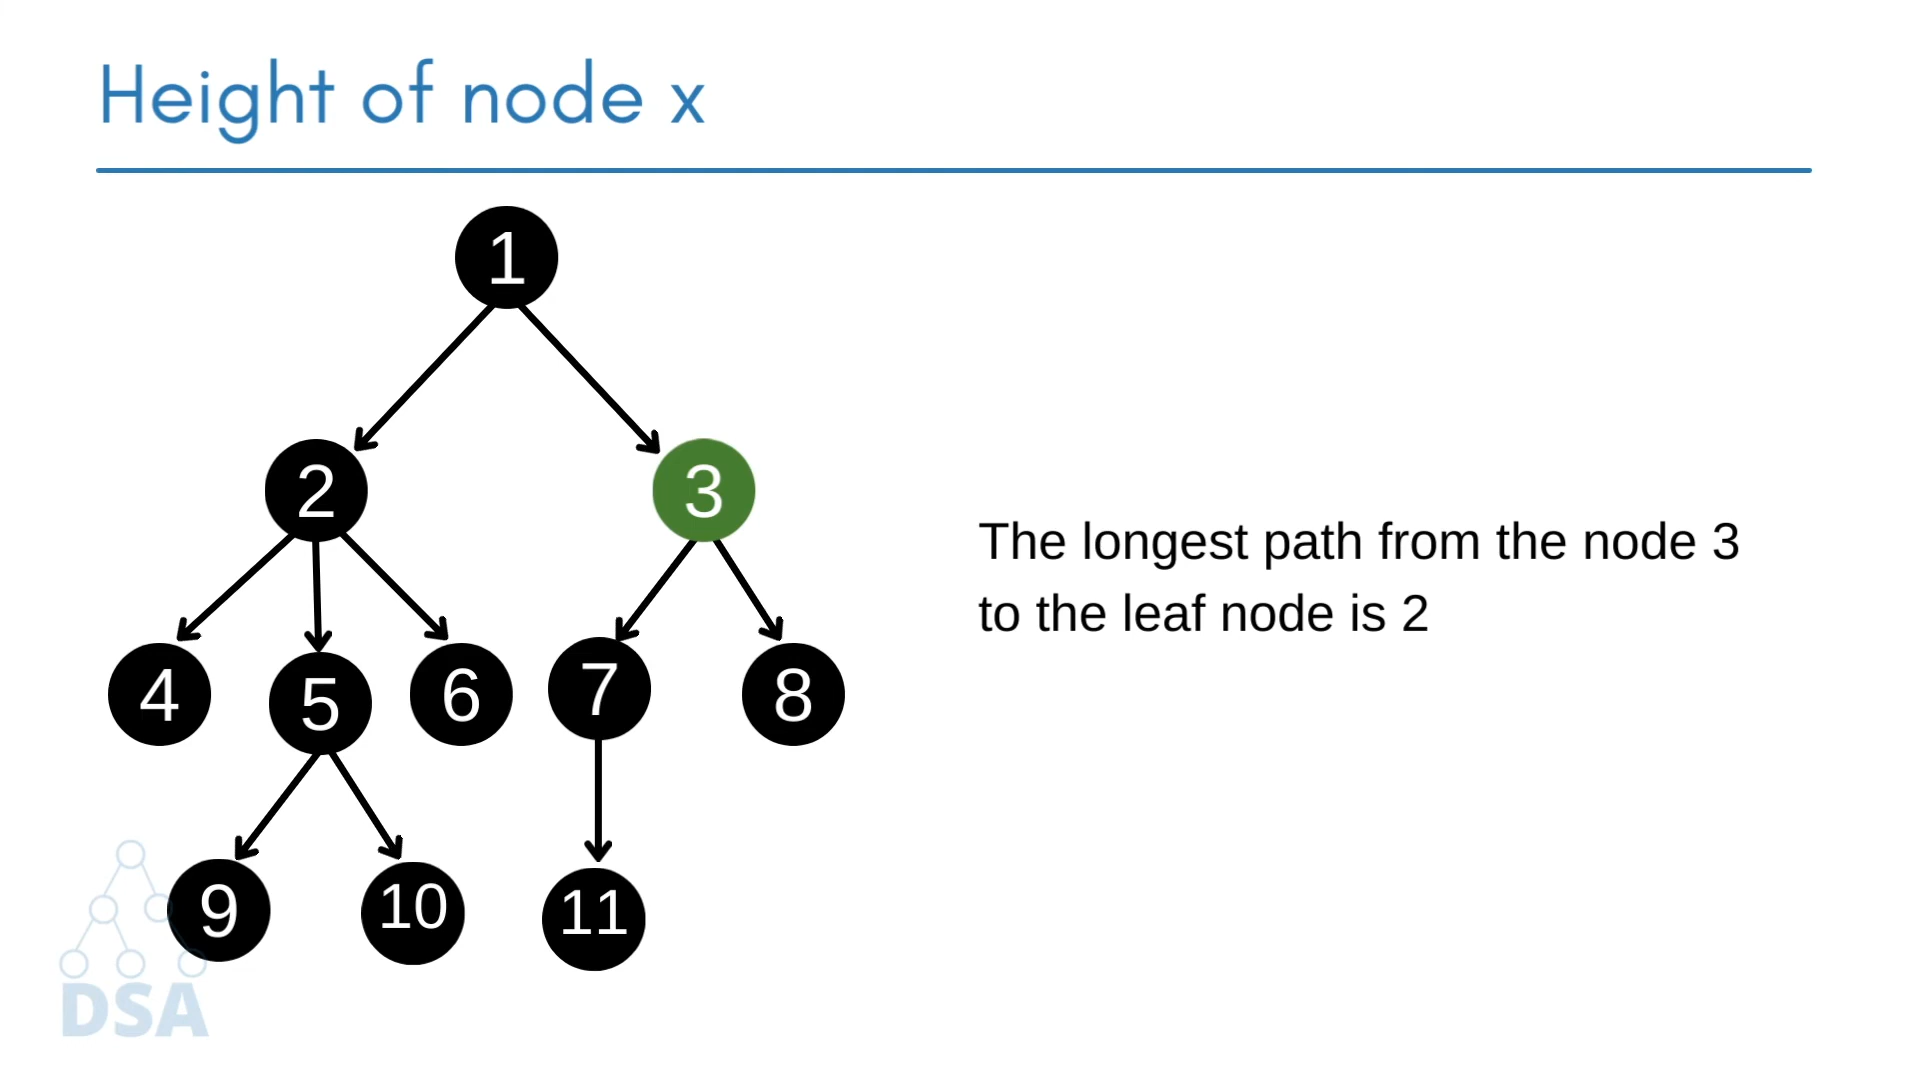 Height of node x
1
2
3
4
5
6
7
8
9
10
11
The longest path from the node 3
to the leaf node is 2
DSA